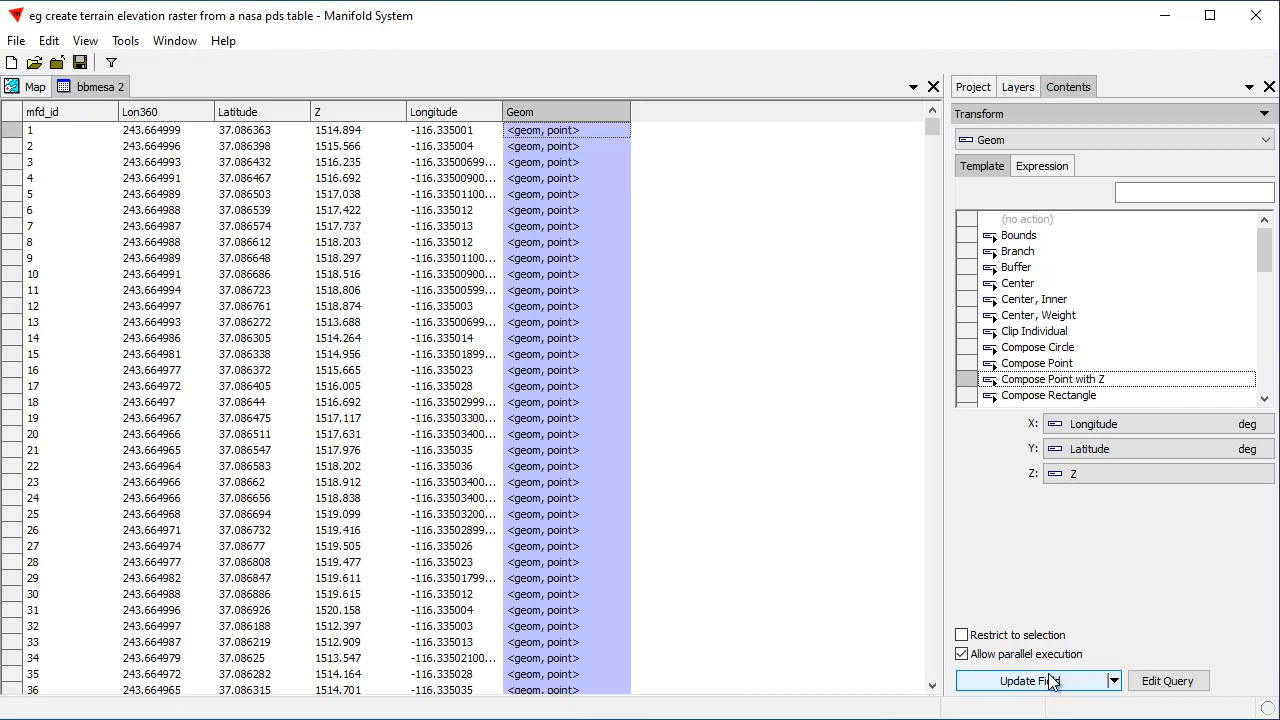 eg create terrain elevation raster from a nasa pds table - Manifold System
File Edit View Tools Window Help
Map bbmesa 2
mfd_id Lon360 Latitude Z Longitude Geom
1 243.664999 37.086363 1514.894 -116.335001 <geom, point>
2 243.664996 37.086398 1515.566 -116.335004 <geom, point>
3 243.664993 37.086432 1516.235 -116.33500699... <geom, point>
4 243.664991 37.086467 1516.692 -116.33500900... <geom, point>
5 243.664989 37.086503 1517.038 -116.33501100... <geom, point>
6 243.664988 37.086539 1517.422 -116.335012 <geom, point>
7 243.664987 37.086574 1517.737 -116.335013 <geom, point>
8 243.664988 37.086612 1518.203 -116.335012 <geom, point>
9 243.664989 37.086648 1518.297 -116.33501100... <geom, point>
10 243.664991 37.086686 1518.516 -116.33500900... <geom, point>
11 243.664994 37.086723 1518.806 -116.33500599... <geom, point>
12 243.664997 37.086761 1518.874 -116.335003 <geom, point>
13 243.664993 37.086272 1513.688 -116.33500699... <geom, point>
14 243.664986 37.086305 1514.264 -116.335014 <geom, point>
15 243.664981 37.086338 1514.956 -116.33501899... <geom, point>
16 243.664977 37.086372 1515.665 -116.335023 <geom, point>
17 243.664972 37.086405 1516.005 -116.335028 <geom, point>
18 243.66497 37.08644 1516.692 -116.33502999... <geom, point>
19 243.664967 37.086475 1517.117 -116.33503300... <geom, point>
20 243.664966 37.086511 1517.631 -116.33503400... <geom, point>
21 243.664965 37.086547 1517.976 -116.335035 <geom, point>
22 243.664964 37.086583 1518.202 -116.335036 <geom, point>
23 243.664966 37.08662 1518.912 -116.33503400... <geom, point>
24 243.664966 37.086656 1518.838 -116.33503400... <geom, point>
25 243.664968 37.086694 1519.099 -116.33503200... <geom, point>
26 243.664971 37.086732 1519.416 -116.33502899... <geom, point>
27 243.664974 37.08677 1519.505 -116.335026 <geom, point>
28 243.664977 37.086808 1519.477 -116.335023 <geom, point>
29 243.664982 37.086847 1519.611 -116.33501799... <geom, point>
30 243.664988 37.086886 1519.615 -116.335012 <geom, point>
31 243.664996 37.086926 1520.158 -116.335004 <geom, point>
32 243.664997 37.086188 1512.397 -116.335003 <geom, point>
33 243.664987 37.086219 1512.909 -116.335013 <geom, point>
34 243.664979 37.08625 1513.547 -116.33502100... <geom, point>
35 243.664972 37.086282 1514.164 -116.335028 <geom, point>
36 243.664965 37.086315 1514.701 -116.335035 <geom, point>
Project Layers Contents
Transform
Geom
Template Expression
(no action)
Bounds
Branch
Buffer
Center
Center, Inner
Center, Weight
Clip Individual
Compose Circle
Compose Point
Compose Point with Z
Compose Rectangle
X: Longitude deg
Y: Latitude deg
Z: Z
Restrict to selection
Allow parallel execution
Update Field Edit Query